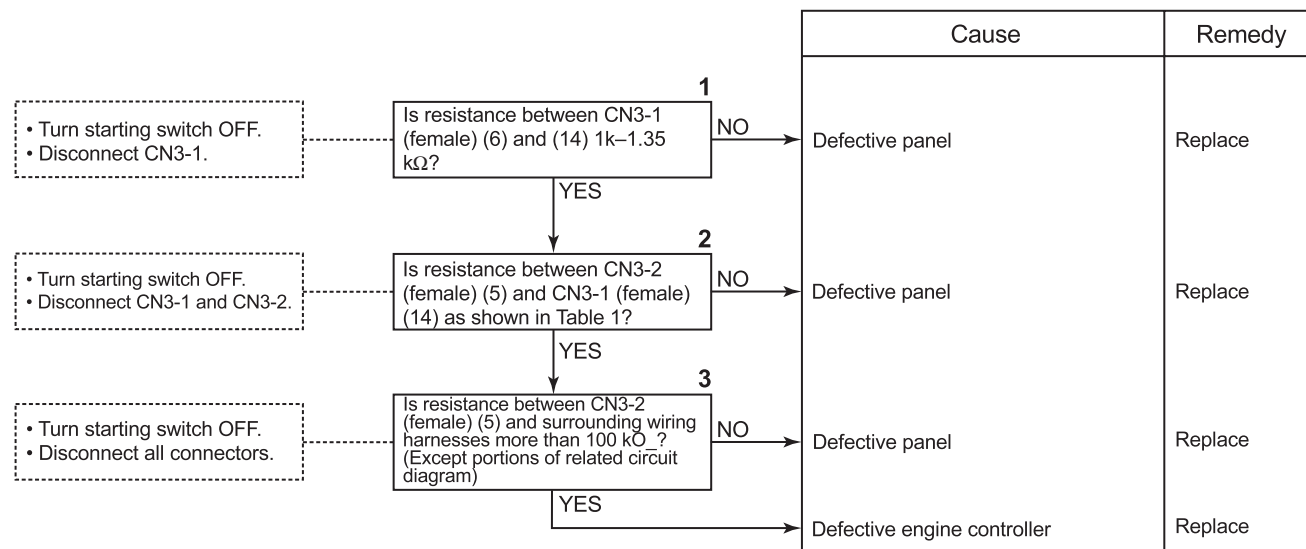 Cause
Remedy
• Turn starting switch OFF.
• Disconnect CN3-1.
1
Is resistance between CN3-1
(female) (6) and (14) 1k–1.35
kΩ?
NO
Defective panel
Replace
YES
• Turn starting switch OFF.
• Disconnect CN3-1 and CN3-2.
2
Is resistance between CN3-2
(female) (5) and CN3-1 (female)
(14) as shown in Table 1?
NO
Defective panel
Replace
YES
• Turn starting switch OFF.
• Disconnect all connectors.
3
Is resistance between CN3-2
(female) (5) and surrounding wiring
harnesses more than 100 kO_?
(Except portions of related circuit
diagram)
NO
Defective panel
Replace
YES
Defective engine controller
Replace